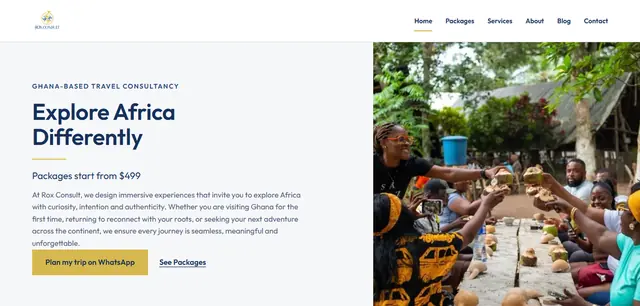 ROX CONSULT
Home Packages Services About Blog Contact
GHANA-BASED TRAVEL CONSULTANCY
Explore Africa
Differently
Packages start from $499
At Rox Consult, we design immersive experiences that invite you to explore Africa
with curiosity, intention and authenticity. Whether you are visiting Ghana for the
first time, returning to reconnect with your roots, or seeking your next adventure
across the continent, we ensure every journey is seamless, meaningful and
unforgettable.
Plan my trip on WhatsApp See Packages